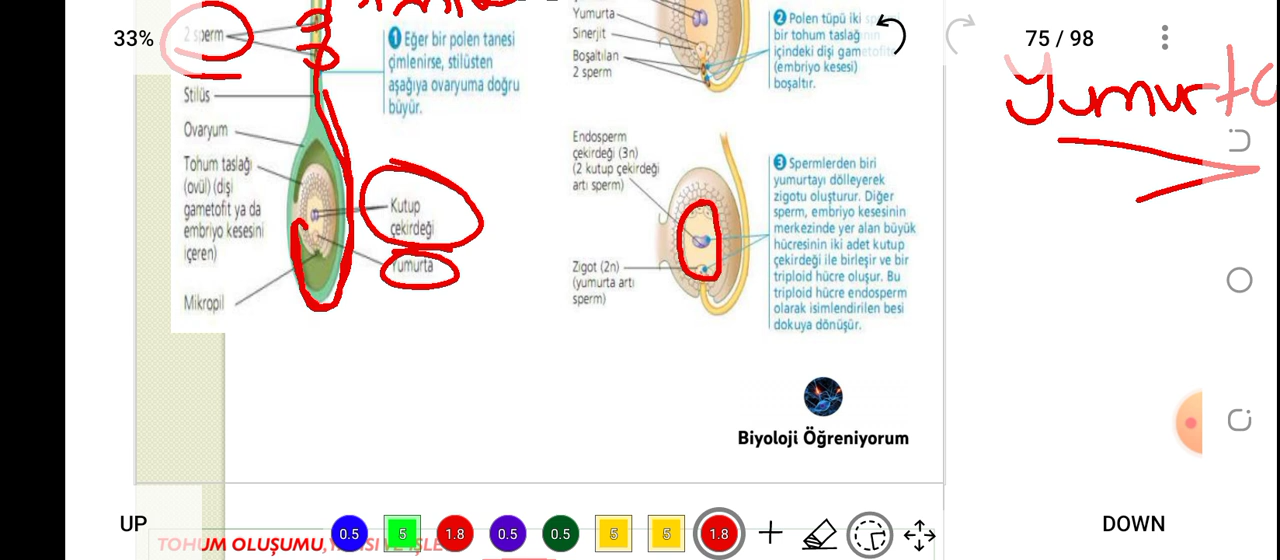 33%
75 / 98
2 sperm
Stilüs
Ovaryum
Tohum taslağı
(ovül) (dişi
gametofit ya da
embriyo kesesini
içeren)
Mikropil
1 Eğer bir polen tanesi
çimlenirse, stilüsten
aşağıya ovaryuma doğru
büyür.
Kutup
çekirdeği
Yumurta
Yumurta
Sinerjit
Boşaltılan
2 sperm
2 Polen tüpü iki
bir tohum taslağının
içindeki dişi gametofite
(embriyo kesesi)
boşaltır.
Endosperm
çekirdeği (3n)
(2 kutup çekirdeği
artı sperm)
Zigot (2n)
(yumurta artı
sperm)
3 Spermlerden biri
yumurtayı dölleyerek
zigotu oluşturur. Diğer
sperm, embriyo kesesinin
merkezinde yer alan büyük
hücresinin iki adet kutup
çekirdeği ile birleşir ve bir
triploid hücre oluşur. Bu
triploid hücre endosperm
olarak isimlendirilen besi
dokuya dönüşür.
Yumurta
Biyoloji Öğreniyorum
UP
0.5 5 1.8 0.5 0.5 5 5 1.8
DOWN
TOHUM OLUŞUMU,